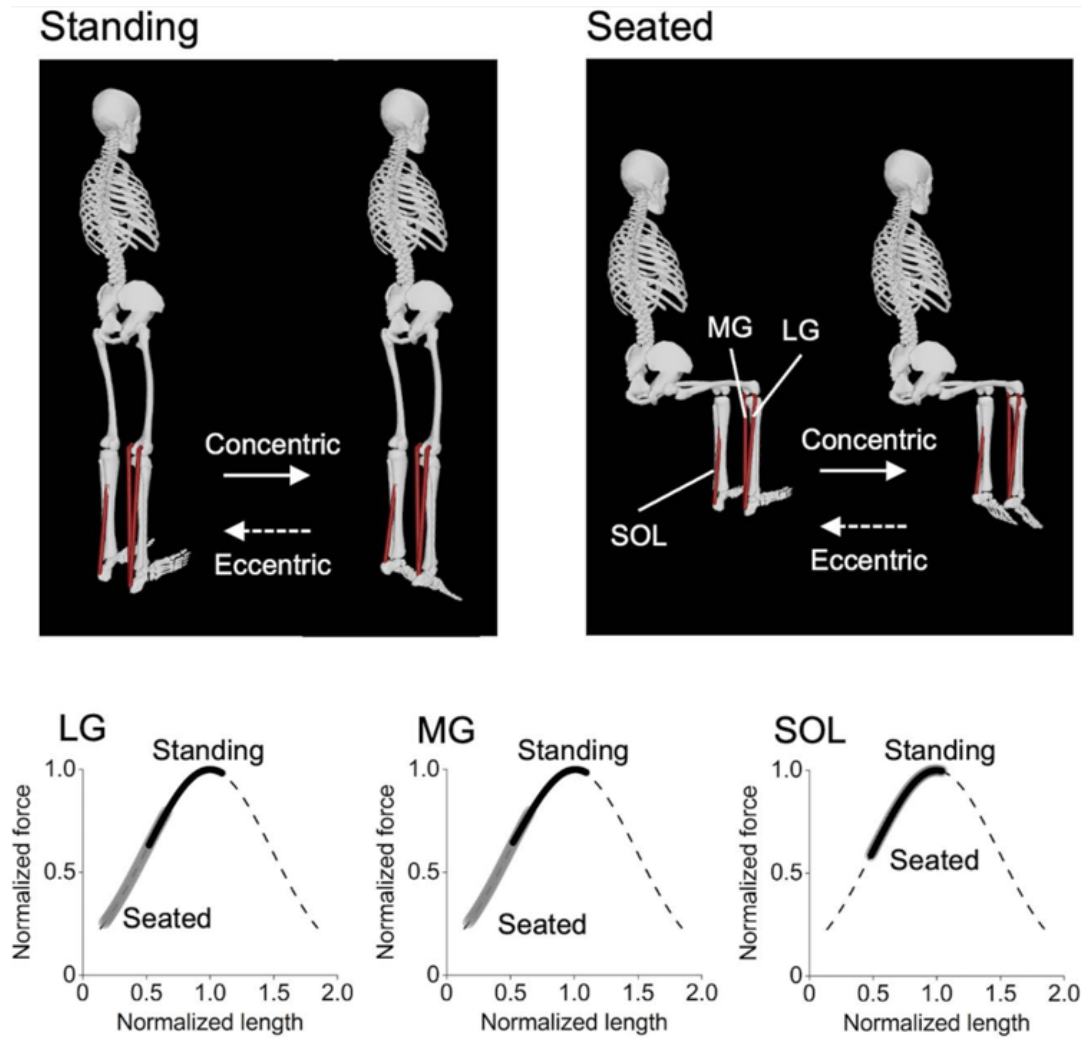 Standing
Seated
Concentric
Eccentric
MG
LG
Concentric
SOL
Eccentric
LG
Standing
1.0
Normalized force
0.5
Seated
0
0 0.5 1.0 1.5 2.0
Normalized length
MG
Standing
1.0
Normalized force
0.5
Seated
0
0 0.5 1.0 1.5 2.0
Normalized length
SOL
Standing
1.0
Normalized force
0.5
Seated
0
0 0.5 1.0 1.5 2.0
Normalized length